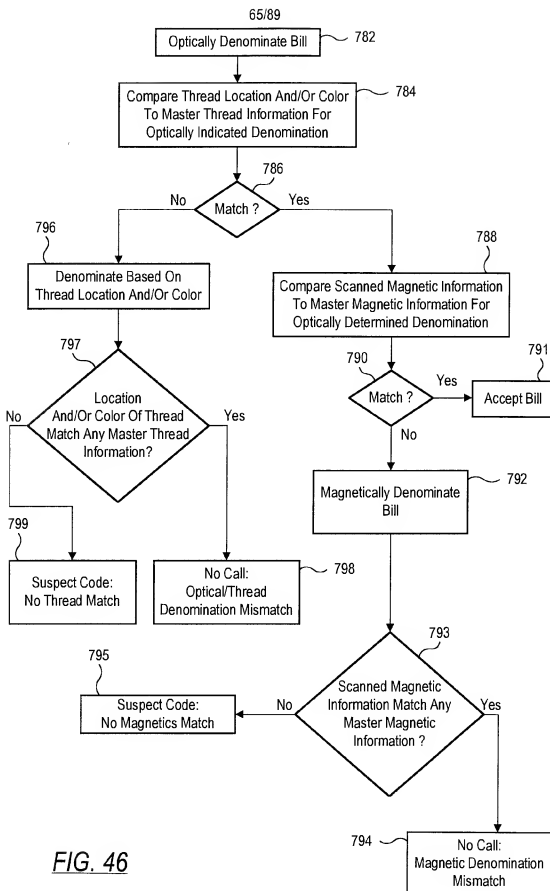 65/89
Optically Denominate Bill
782
Compare Thread Location And/Or Color
To Master Thread Information For
Optically Indicated Denomination
784
786
No
Match ?
Yes
796
Denominate Based On
Thread Location And/Or Color
788
Compare Scanned Magnetic Information
To Master Magnetic Information For
Optically Determined Denomination
797
Location
And/Or Color Of Thread
Match Any Master Thread
Information?
No
Yes
790
Match ?
Yes
No
791
Accept Bill
Magnetically Denominate
Bill
792
799
Suspect Code:
No Thread Match
No Call:
Optical/Thread
Denomination Mismatch
798
793
Scanned Magnetic
Information Match Any
Master Magnetic
Information ?
No
Yes
795
Suspect Code:
No Magnetics Match
794
No Call:
Magnetic Denomination
Mismatch
FIG. 46